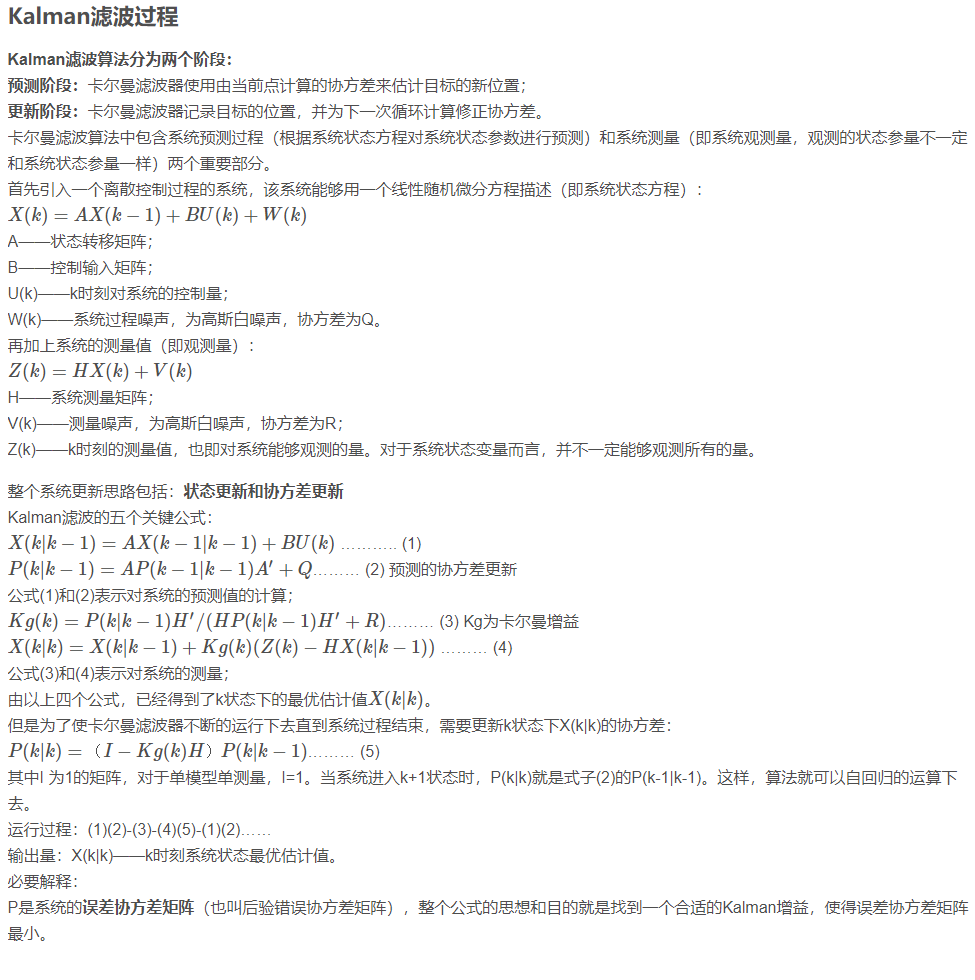 Kalman滤波过程
Kalman滤波算法分为两个阶段：
预测阶段：卡尔曼滤波器使用由当前点计算的协方差来估计目标的新位置；
更新阶段：卡尔曼滤波器记录目标的位置，并为下一次循环计算修正协方差。
卡尔曼滤波算法中包含系统预测过程（根据系统状态方程对系统状态参数进行预测）和系统测量（即系统观测量，观测的状态参量不一定
和系统状态参量一样）两个重要部分。
首先引入一个离散控制过程的系统，该系统能够用一个线性随机微分方程描述（即系统状态方程）：
X(k) = AX(k − 1) + BU(k) + W(k)
A——状态转移矩阵；
B——控制输入矩阵；
U(k)——k时刻对系统的控制量；
W(k)——系统过程噪声，为高斯白噪声，协方差为Q。
再加上系统的测量值（即观测量）：
Z(k) = HX(k) + V(k)
H——系统测量矩阵；
V(k)——测量噪声，为高斯白噪声，协方差为R；
Z(k)——k时刻的测量值，也即对系统能够观测的量。对于系统状态变量而言，并不一定能够观测所有的量。
整个系统更新思路包括：状态更新和协方差更新
Kalman滤波的五个关键公式：
X(k|k − 1) = AX(k − 1|k − 1) + BU(k) ……….. (1)
P(k|k − 1) = AP(k − 1|k − 1)A′ + Q……… (2) 预测的协方差更新
公式(1)和(2)表示对系统的预测值的计算；
Kg(k) = P(k|k − 1)H′/(HP(k|k − 1)H′ + R)……… (3) Kg为卡尔曼增益
X(k|k) = X(k|k − 1) + Kg(k)(Z(k) − HX(k|k − 1)) ……… (4)
公式(3)和(4)表示对系统的测量；
由以上四个公式，已经得到了k状态下的最优估计值X(k|k)。
但是为了使卡尔曼滤波器不断的运行下去直到系统过程结束，需要更新k状态下X(k|k)的协方差：
P(k|k) =（I − Kg(k)H）P(k|k − 1)……… (5)
其中I 为1的矩阵，对于单模型单测量，I=1。当系统进入k+1状态时，P(k|k)就是式子(2)的P(k-1|k-1)。这样，算法就可以自回归的运算下
去。
运行过程：(1)(2)-(3)-(4)(5)-(1)(2)……
输出量：X(k|k)——k时刻系统状态最优估计值。
必要解释：
P是系统的误差协方差矩阵（也叫后验错误协方差矩阵），整个公式的思想和目的就是找到一个合适的Kalman增益，使得误差协方差矩阵
最小。